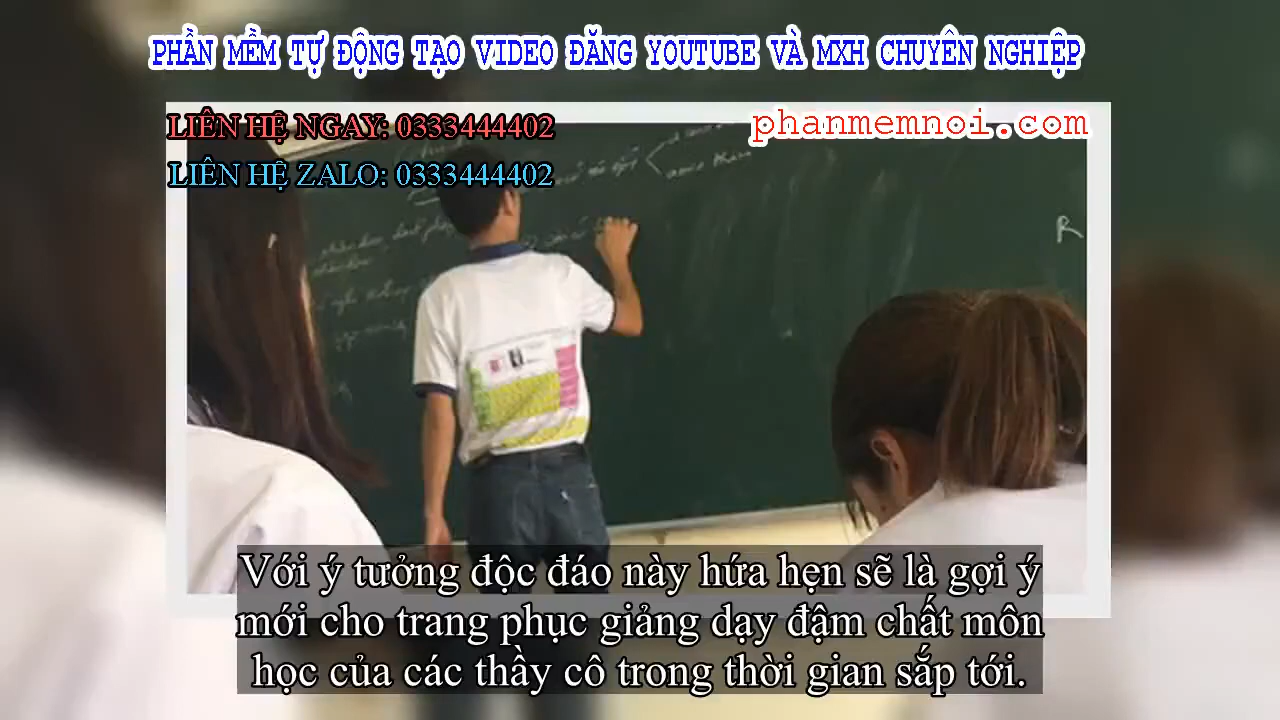 PHẦN MỀM TỰ ĐỘNG TẠO VIDEO ĐĂNG YOUTUBE VÀ MXH CHUYÊN NGHIỆP
LIÊN HỆ NGAY: 0333444402
phanmemnoi.com
LIÊN HỆ ZALO: 0333444402
R
Với ý tưởng độc đáo này hứa hẹn sẽ là gợi ý
mới cho trang phục giảng dạy đậm chất môn
học của các thầy cô trong thời gian sắp tới.